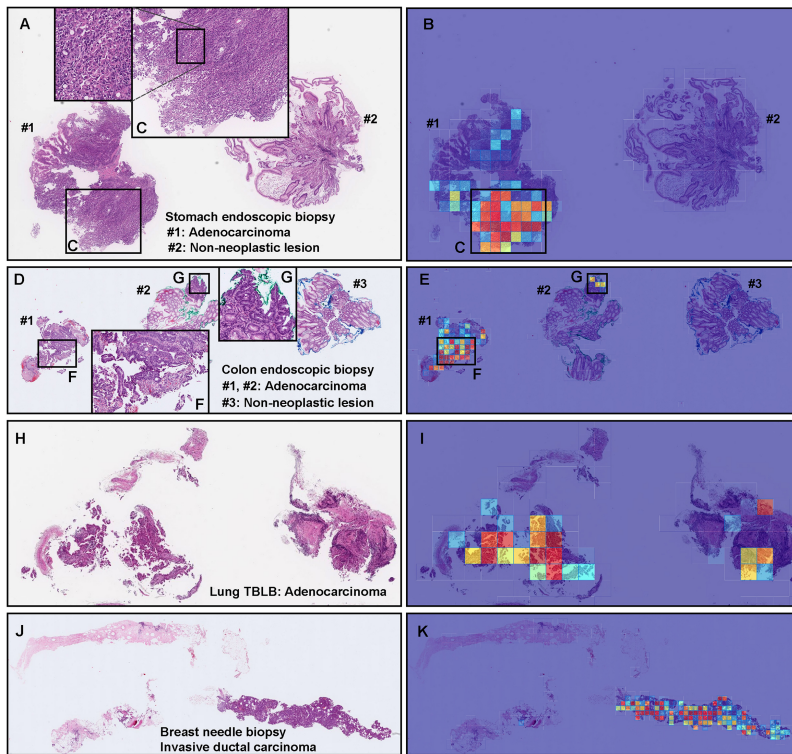 A
C
#1
#2
C
Stomach endoscopic biopsy
#1: Adenocarcinoma
#2: Non-neoplastic lesion
B
#1
#2
C
D
#1
#2
G
G
#3
F
F
Colon endoscopic biopsy
#1, #2: Adenocarcinoma
#3: Non-neoplastic lesion
E
#1
#2
G
#3
F
H
Lung TBLB: Adenocarcinoma
I
J
Breast needle biopsy
Invasive ductal carcinoma
K